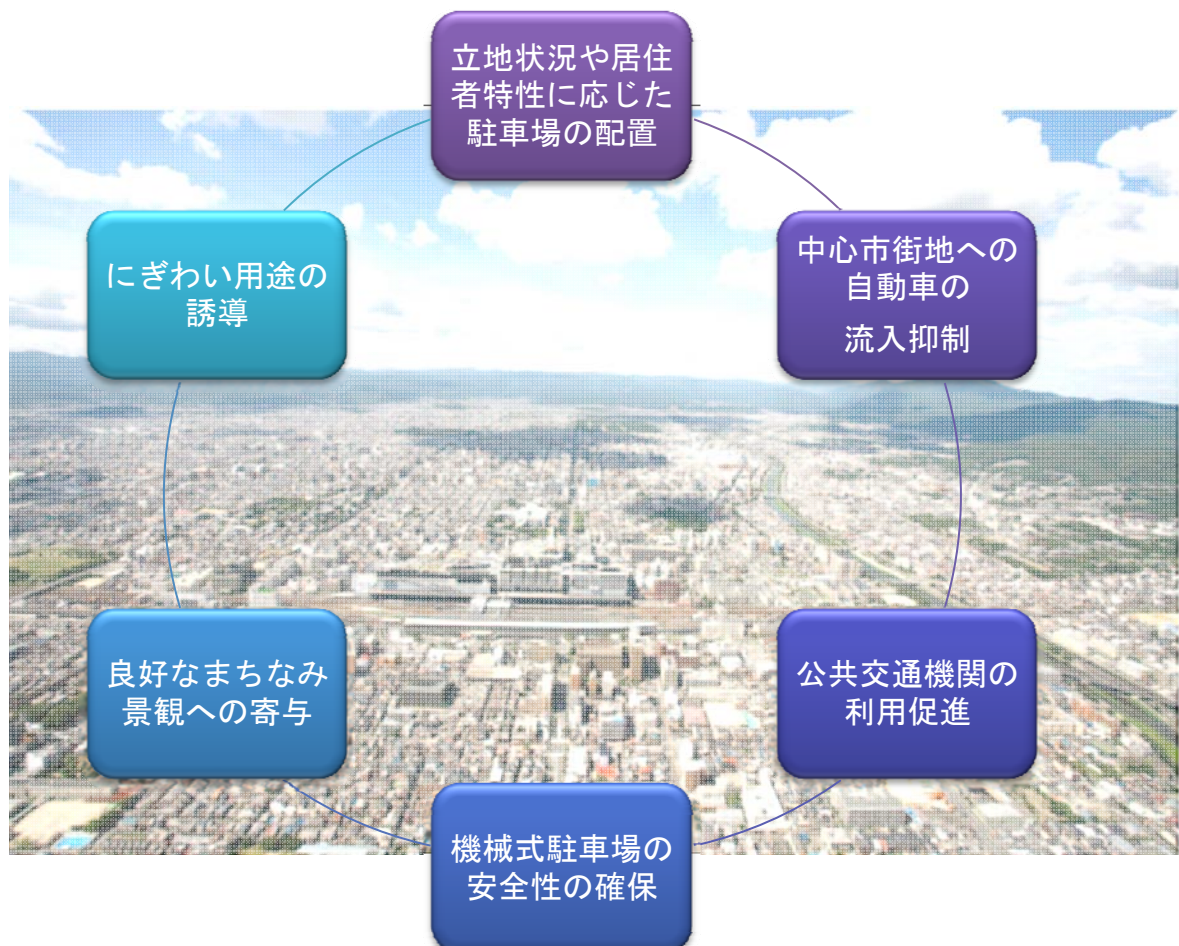 立地状況や居住
者特性に応じた
駐車場の配置
中心市街地への
自動車の
流入抑制
公共交通機関の
利用促進
機械式駐車場の
安全性の確保
良好なまちなみ
景観への寄与
にぎわい用途の
誘導